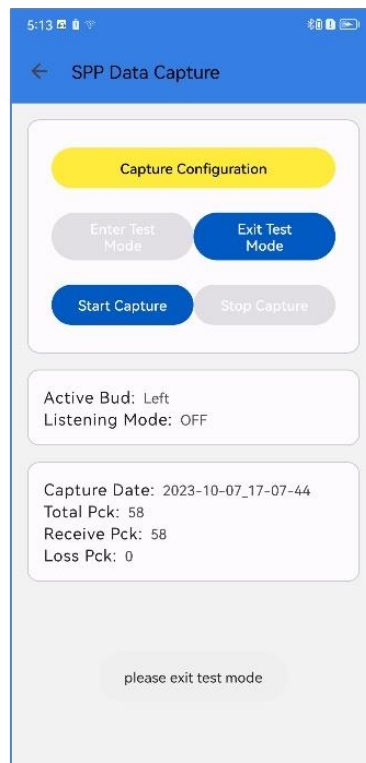 5:13
SPP Data Capture
Capture Configuration
Enter Test
Mode
Exit Test
Mode
Start Capture
Stop Capture
Active Bud: Left
Listening Mode: OFF
Capture Date: 2023-10-07_17-07-44
Total Pck: 58
Receive Pck: 58
Loss Pck: 0
please exit test mode